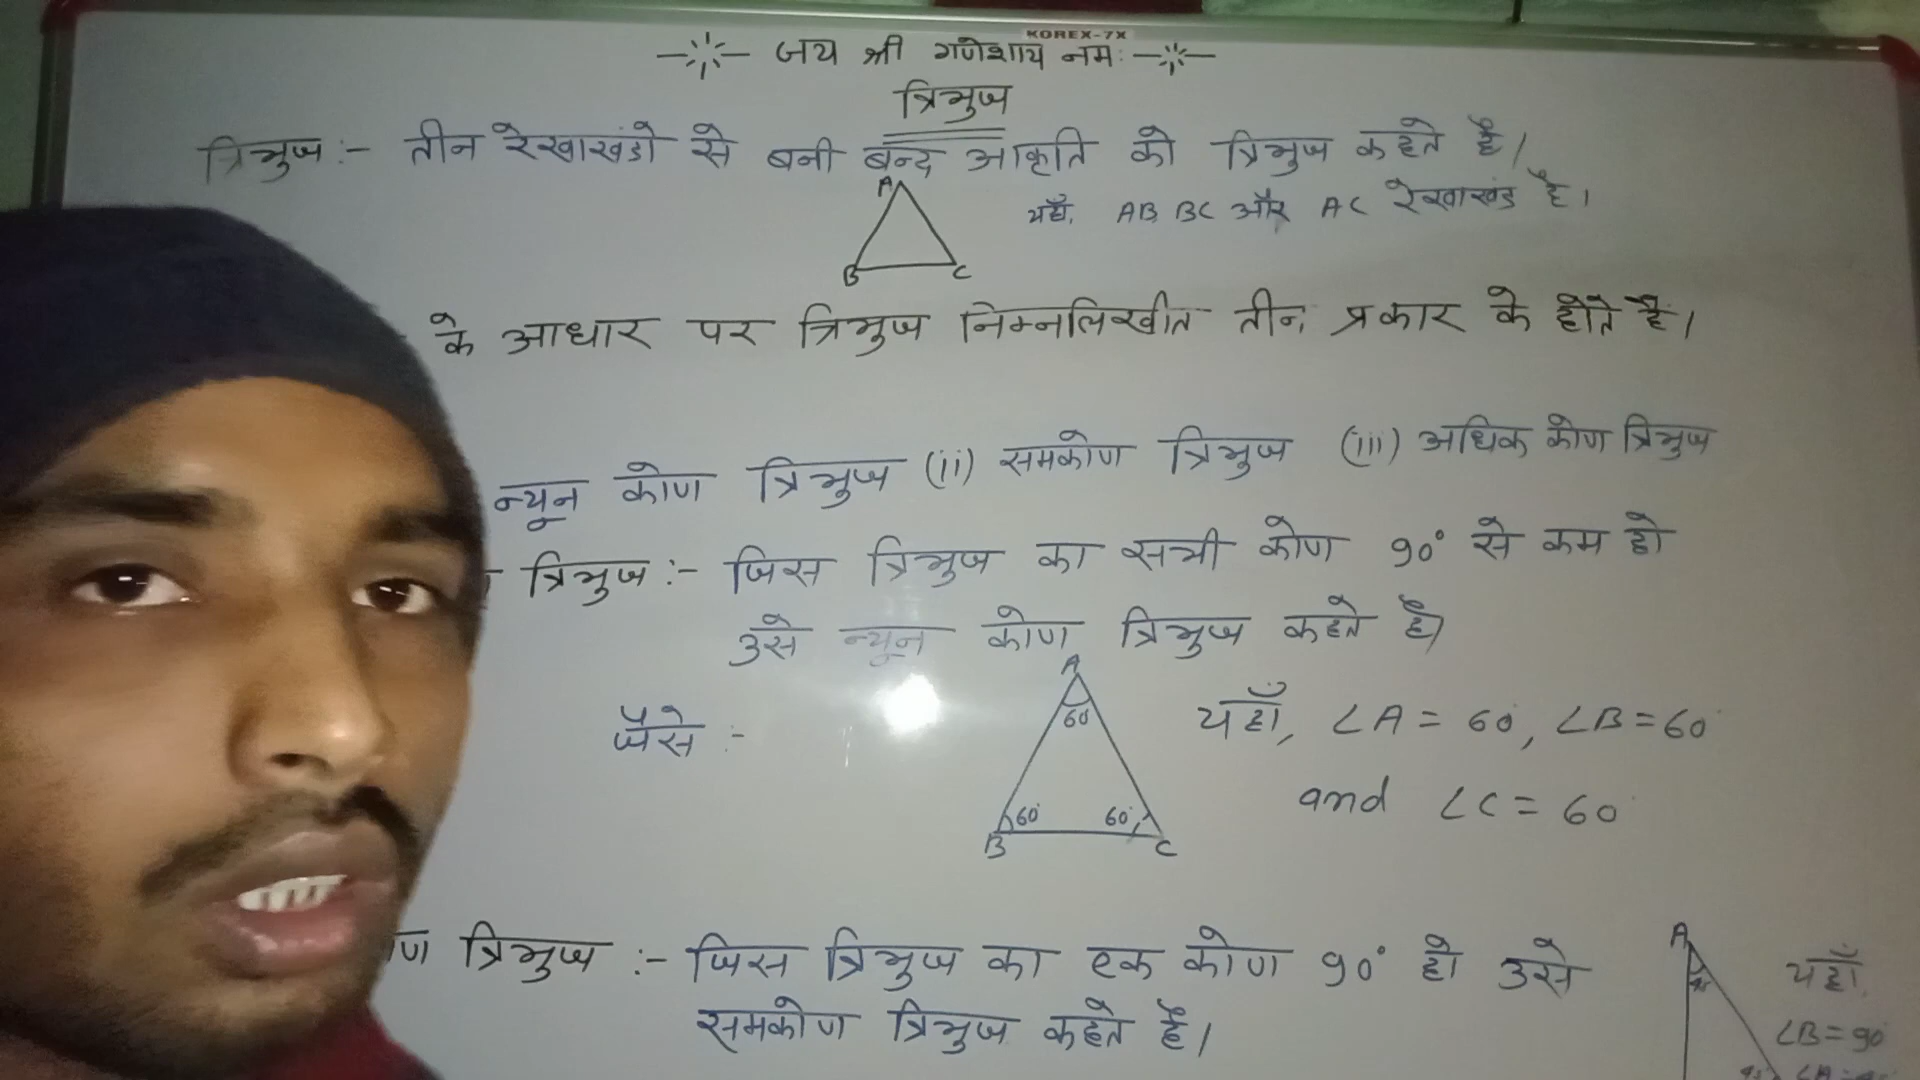 KOREX-7X
जय श्री गणेशाय नमः
त्रिभुज
त्रिभुज :- तीन रेखाखंडो से बनी बन्द आकृति को त्रिभुज कहते है।
A
B C
यहाँ, AB, BC और AC रेखाखंड है।
के आधार पर त्रिभुज निम्नलिखीत तीन प्रकार के होते है।
न्यून कोण त्रिभुज (ii) समकोण त्रिभुज (iii) अधिक कोण त्रिभुज
त्रिभुज :- जिस त्रिभुज का सभी कोण 90° से कम हो
उसे न्यून कोण त्रिभुज कहते है।
जैसे :-
A
60°
60° 60°
B C
यहाँ, ∠A = 60°, ∠B = 60°
and ∠C = 60°
ण त्रिभुज :- जिस त्रिभुज का एक कोण 90° हो उसे
समकोण त्रिभुज कहते है।
A
यहाँ,
∠B = 90°